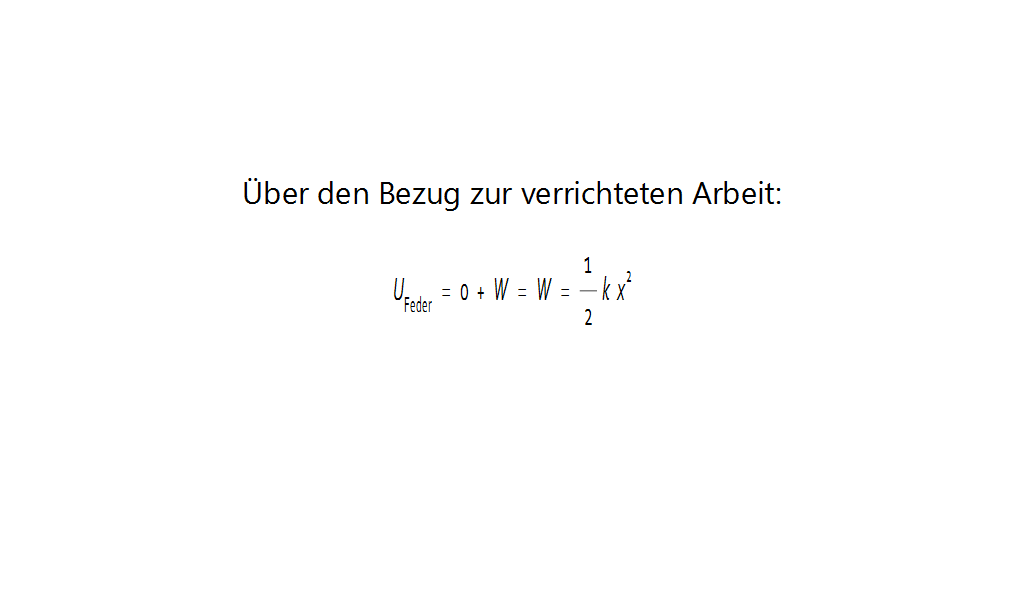 Über den Bezug zur verrichteten Arbeit:
U_Feder = 0 + W = W = 1/2 k x²